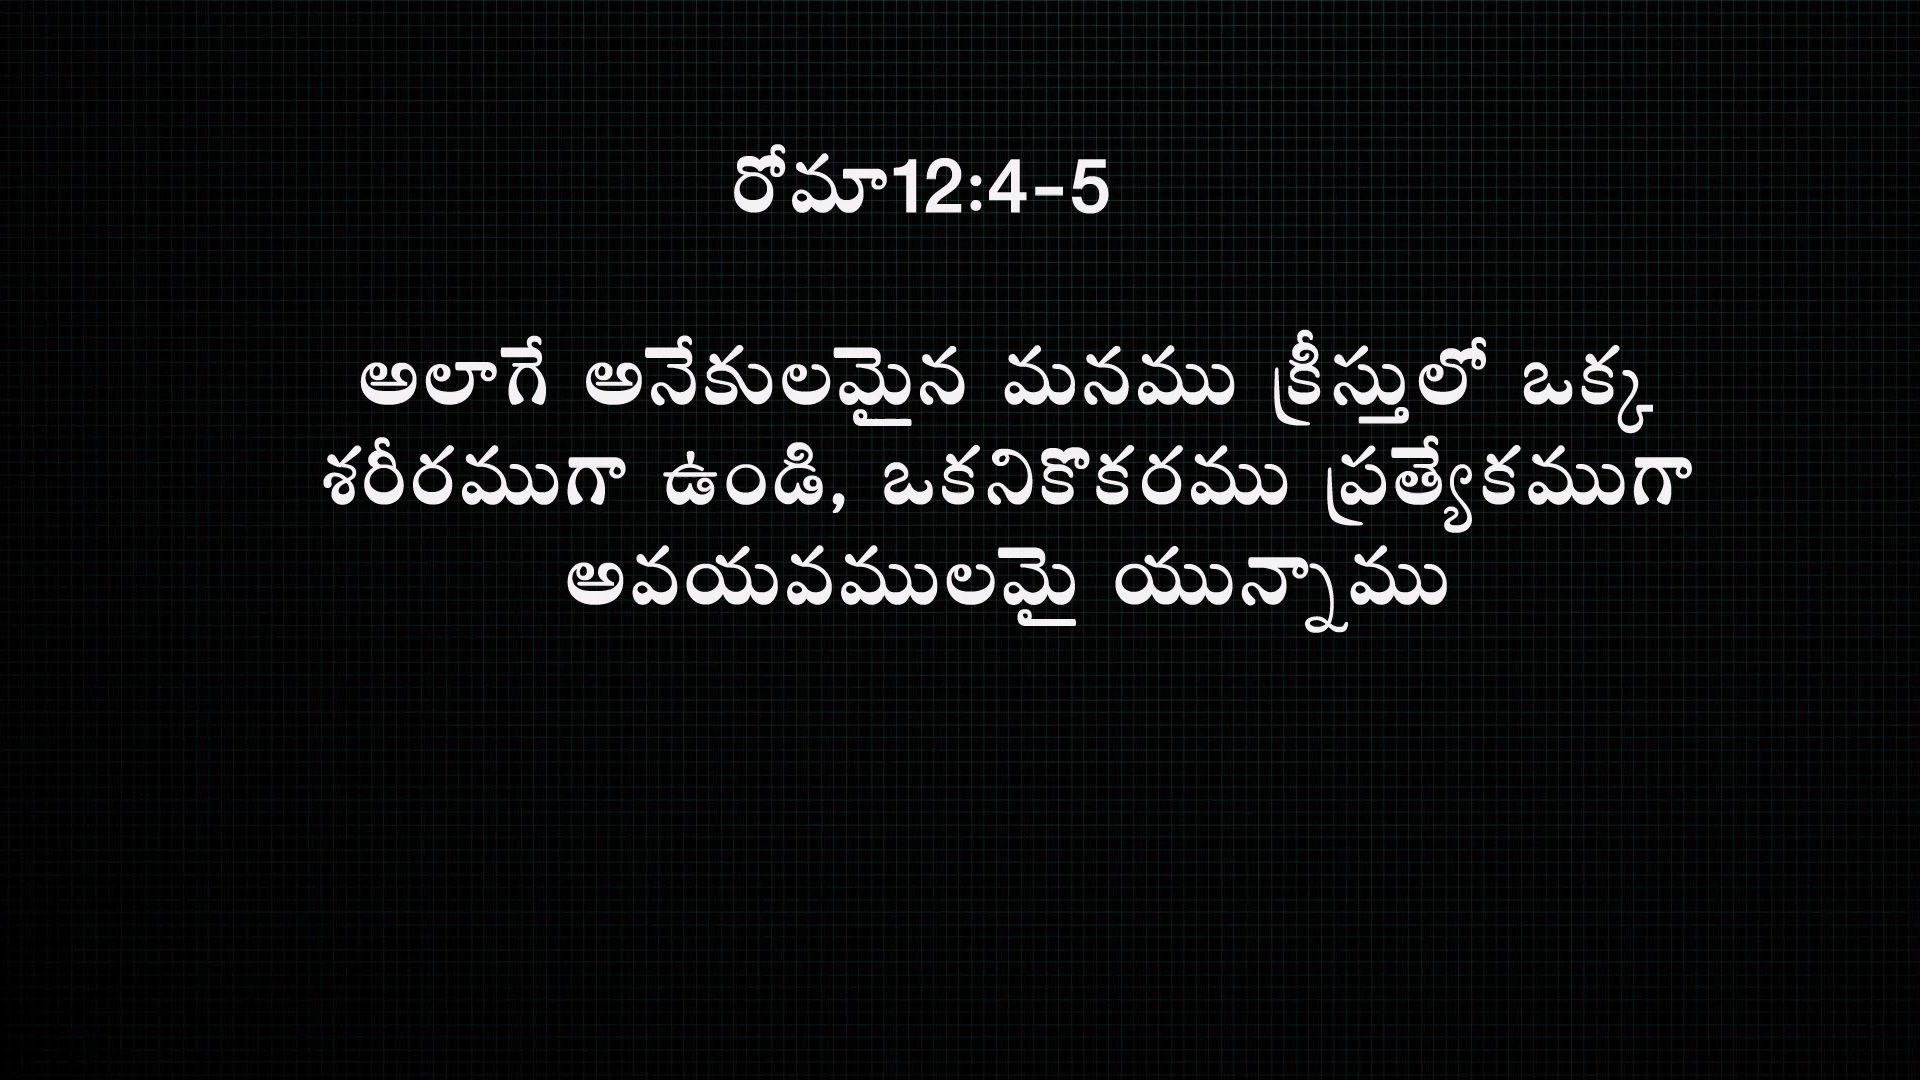 రోమా12:4-5
అలాగే అనేకులమైన మనము క్రీస్తులో ఒక్క
శరీరముగా ఉండి, ఒకనికొకరము ప్రత్యేకముగా
అవయవములమై యున్నాము